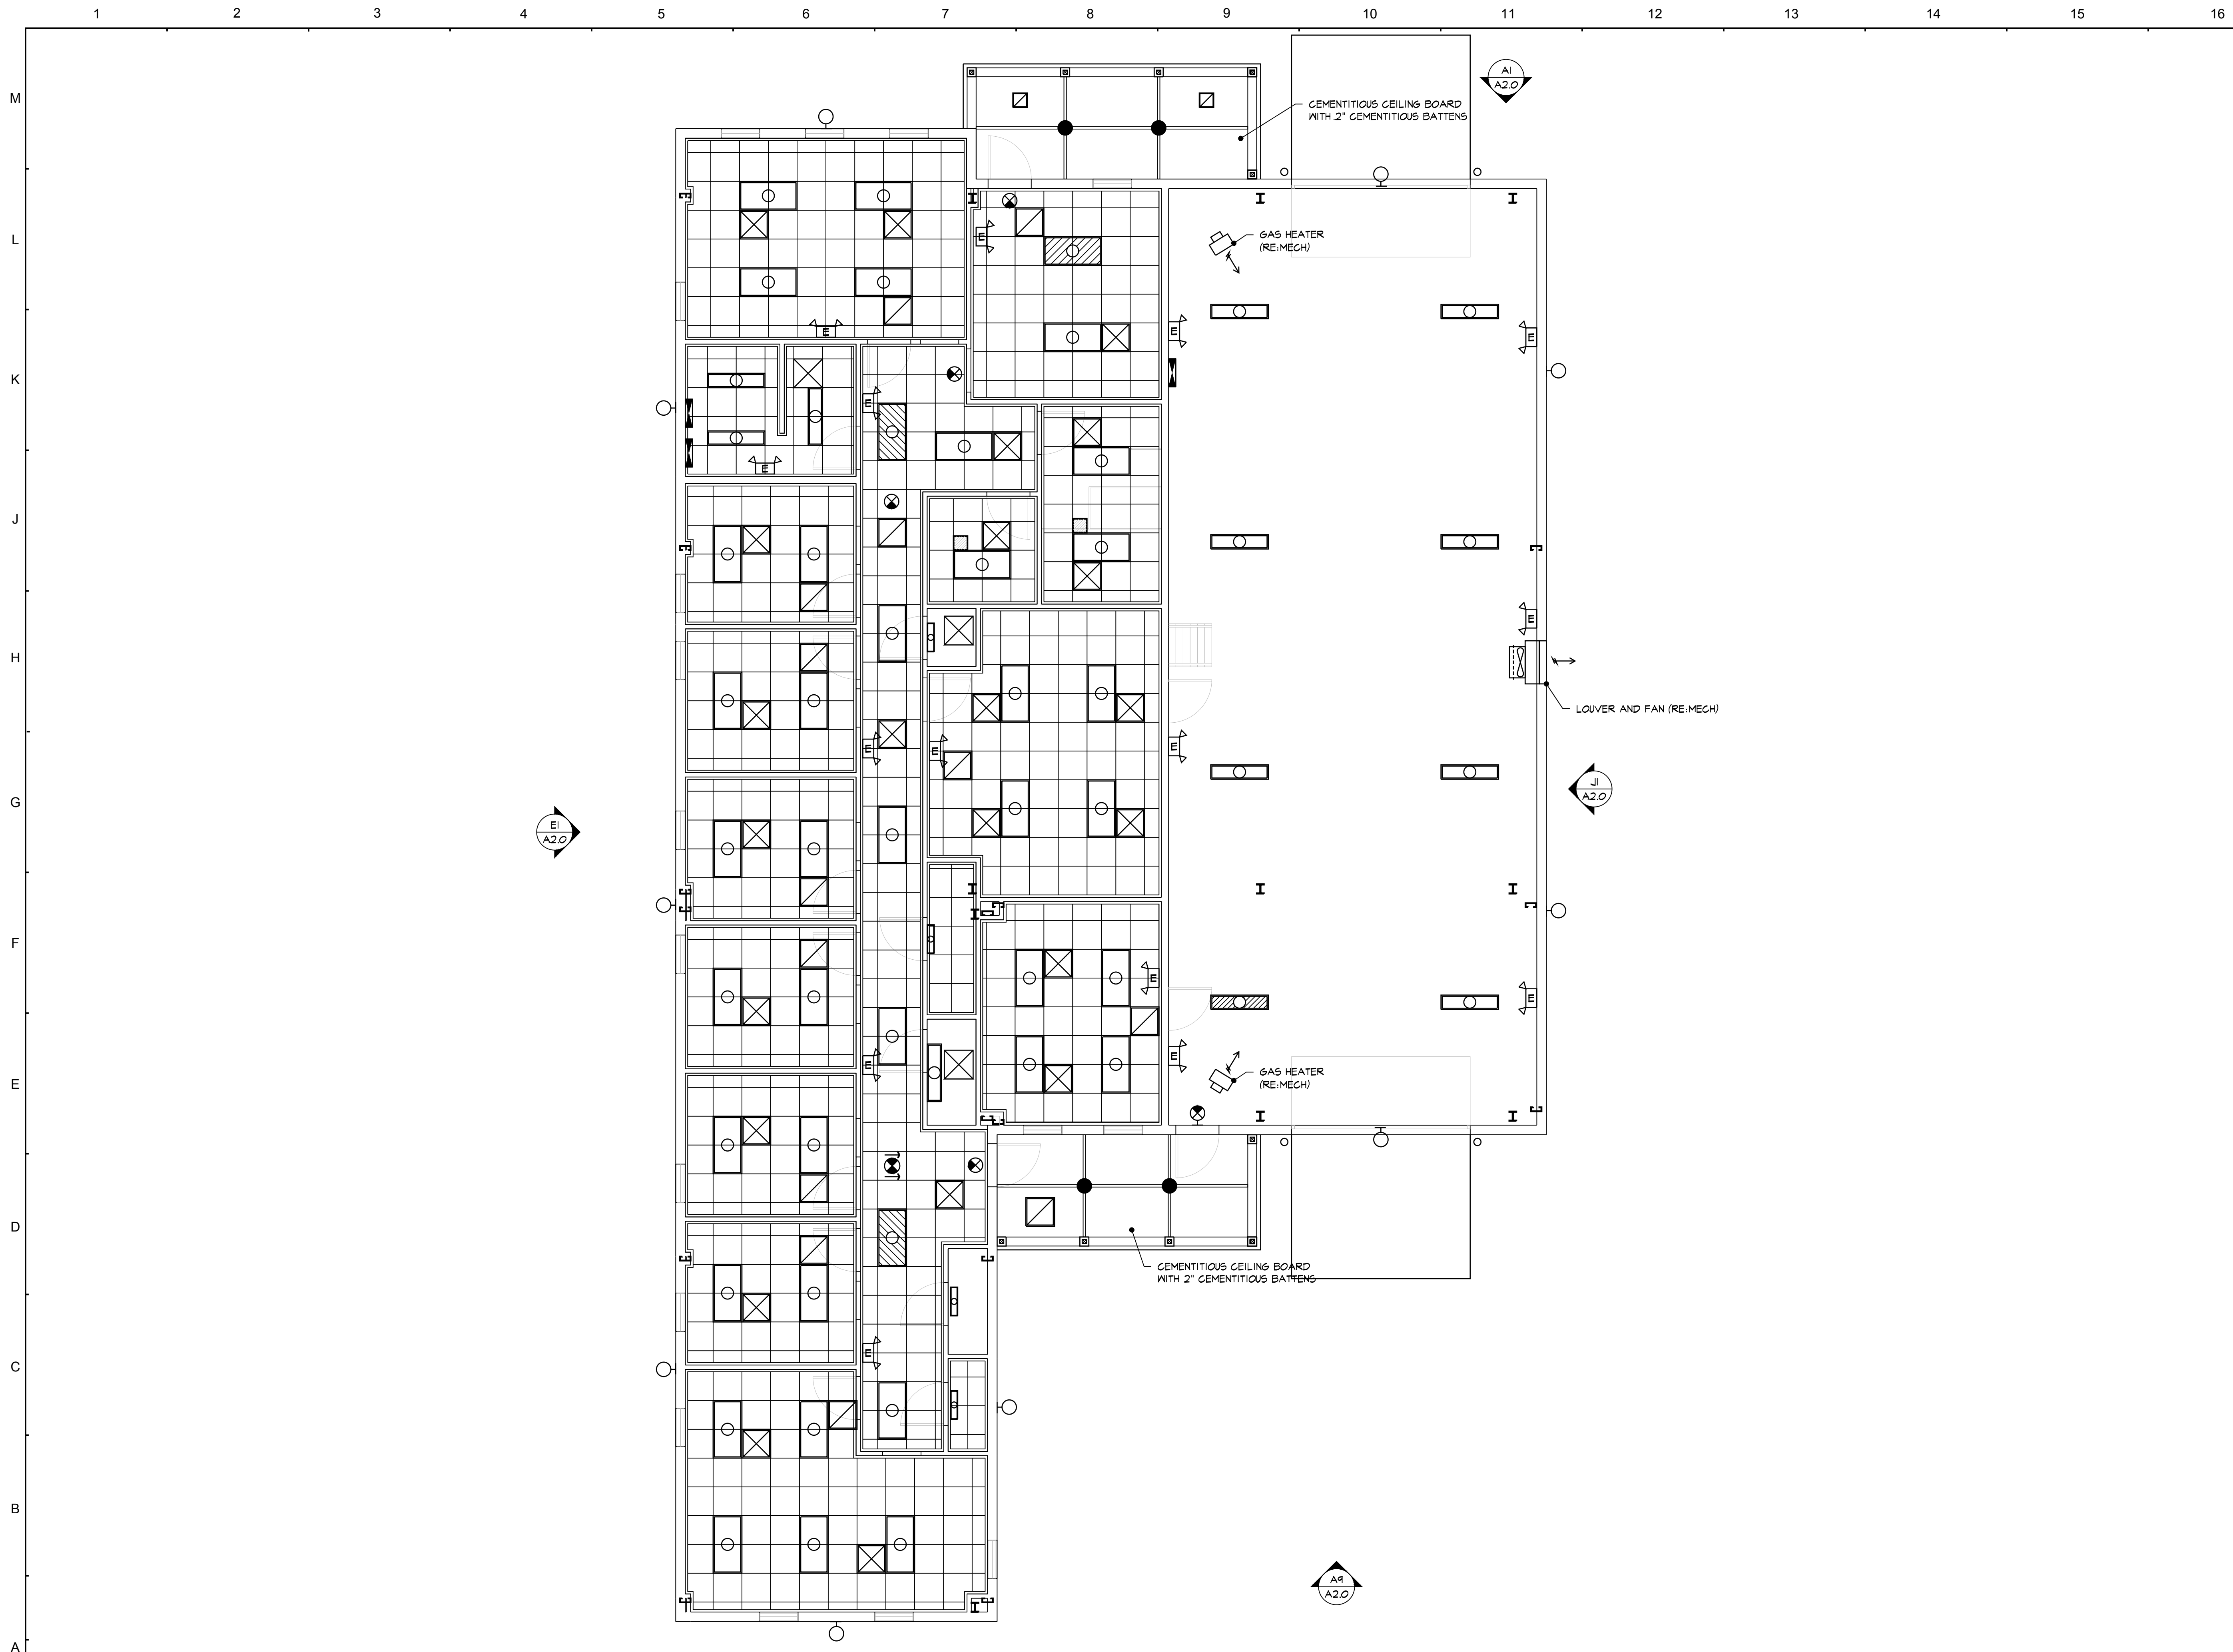 1 2 3 4 5 6 7 8 9 10 11 12 13 14 15 16
M
A1
A2.0
CEMENTITIOUS CEILING BOARD
WITH 2" CEMENTITIOUS BATTENS
L
E
GAS HEATER
(RE:MECH)
E
E
E
K
E
E
J
E
H
LOUVER AND FAN (RE:MECH)
E
E
E
G
J1
A2.0
E1
A2.0
F
E
E
E
E
E
GAS HEATER
(RE:MECH)
D
CEMENTITIOUS CEILING BOARD
WITH 2" CEMENTITIOUS BATTENS
C
E
B
A9
A2.0
A